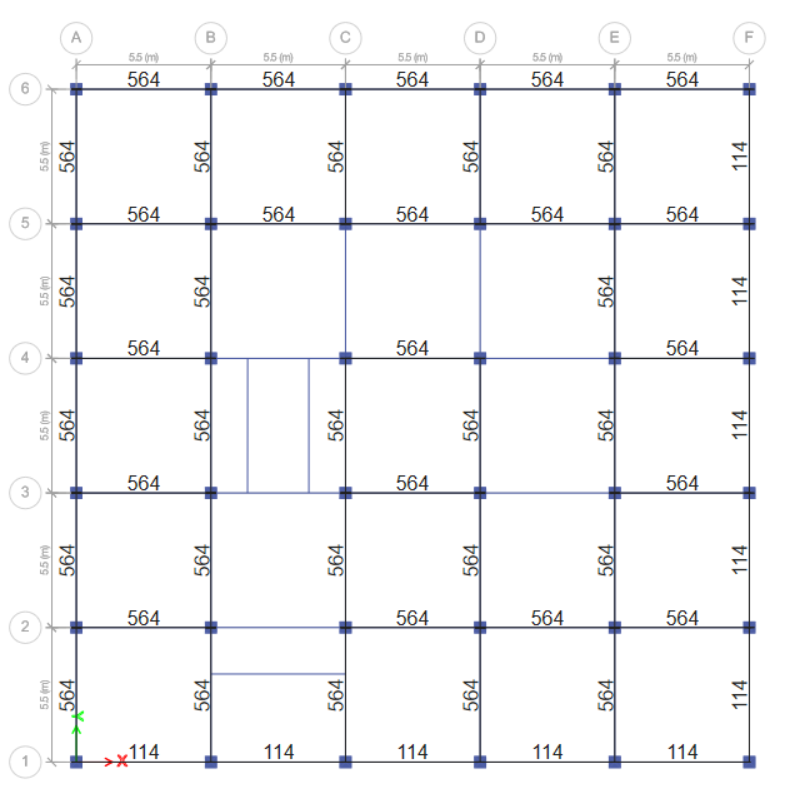 A B C D E F
5.5 (m) 5.5 (m) 5.5 (m) 5.5 (m) 5.5 (m)
6 564 564 564 564 564
5.5 (m) 564 564 564 564 564 114
5 564 564 564 564 564
5.5 (m) 564 564 564 114
4 564 564 564
5.5 (m) 564 564 564 564 564 114
3 564 564 564
5.5 (m) 564 564 564 564 564 114
2 564 564 564 564
5.5 (m) 564 564 564 564 564 114
1 X 114 114 114 114 114